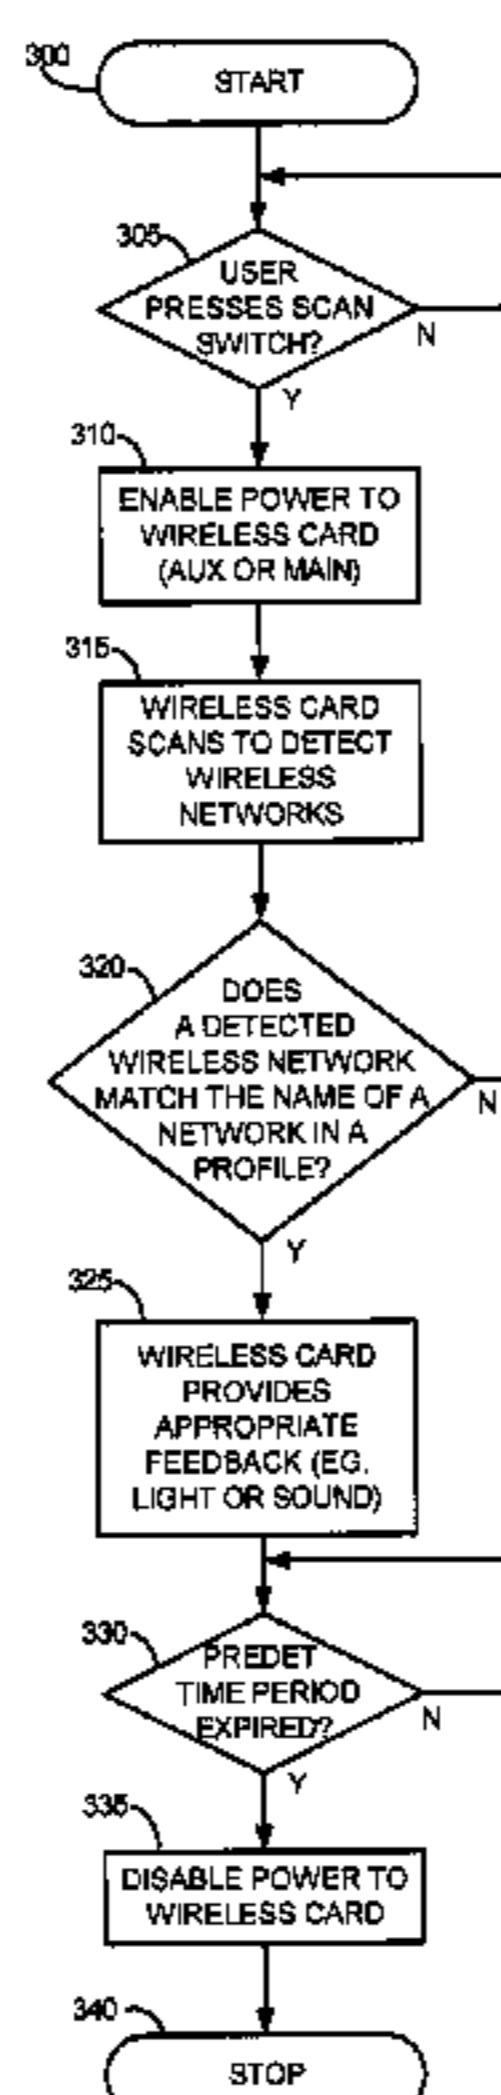 300
START
305
USER
PRESSES SCAN
SWITCH?
N
Y
310
ENABLE POWER TO
WIRELESS CARD
(AUX OR MAIN)
315
WIRELESS CARD
SCANS TO DETECT
WIRELESS
NETWORKS
320
DOES
A DETECTED
WIRELESS NETWORK
MATCH THE NAME OF A
NETWORK IN A
PROFILE?
N
Y
325
WIRELESS CARD
PROVIDES
APPROPRIATE
FEEDBACK (EG.
LIGHT OR SOUND)
330
PREDET
TIME PERIOD
EXPIRED?
N
Y
335
DISABLE POWER TO
WIRELESS CARD
340
STOP